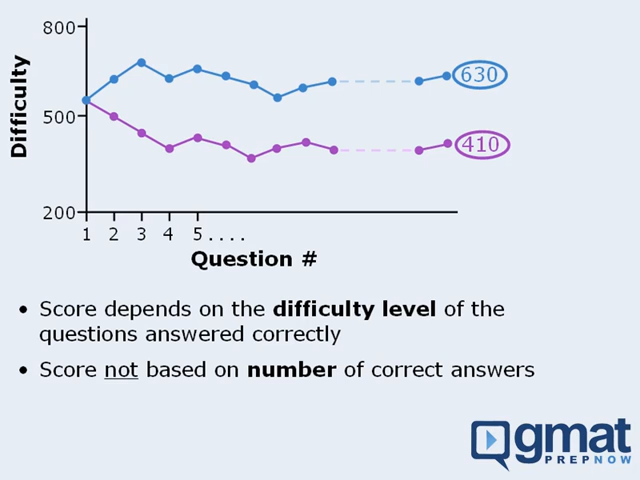 800
630
Difficulty
500
410
200
1 2 3 4 5 . . . .
Question #
• Score depends on the difficulty level of the
questions answered correctly
• Score not based on number of correct answers
gmat
PREPNOW